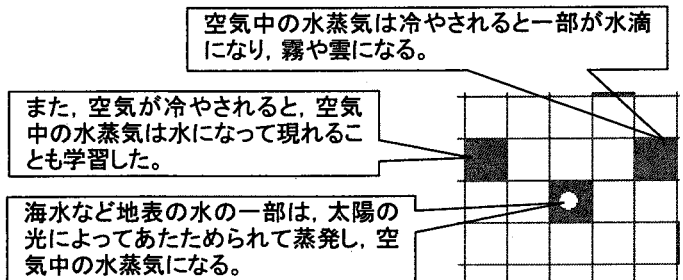 空気中の水蒸気は冷やされると一部が水滴
になり，霧や雲になる。
また，空気が冷やされると，空気
中の水蒸気は水になって現れるこ
とも学習した。
海水など地表の水の一部は，太陽の
光によってあたためられて蒸発し，空
気中の水蒸気になる。